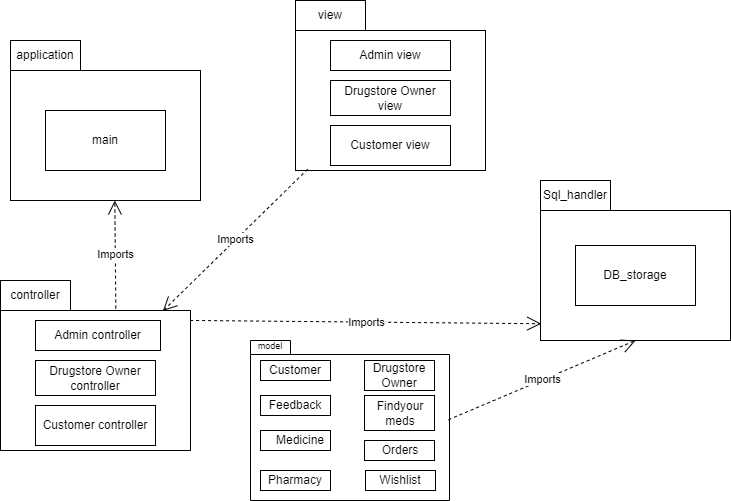 view
Admin view
Drugstore Owner
view
Customer view
application
main
Imports
Imports
Sql_handler
DB_storage
controller
Admin controller
Drugstore Owner
controller
Customer controller
Imports
Imports
model
Customer
Drugstore
Owner
Feedback
Findyour
meds
Medicine
Orders
Pharmacy
Wishlist